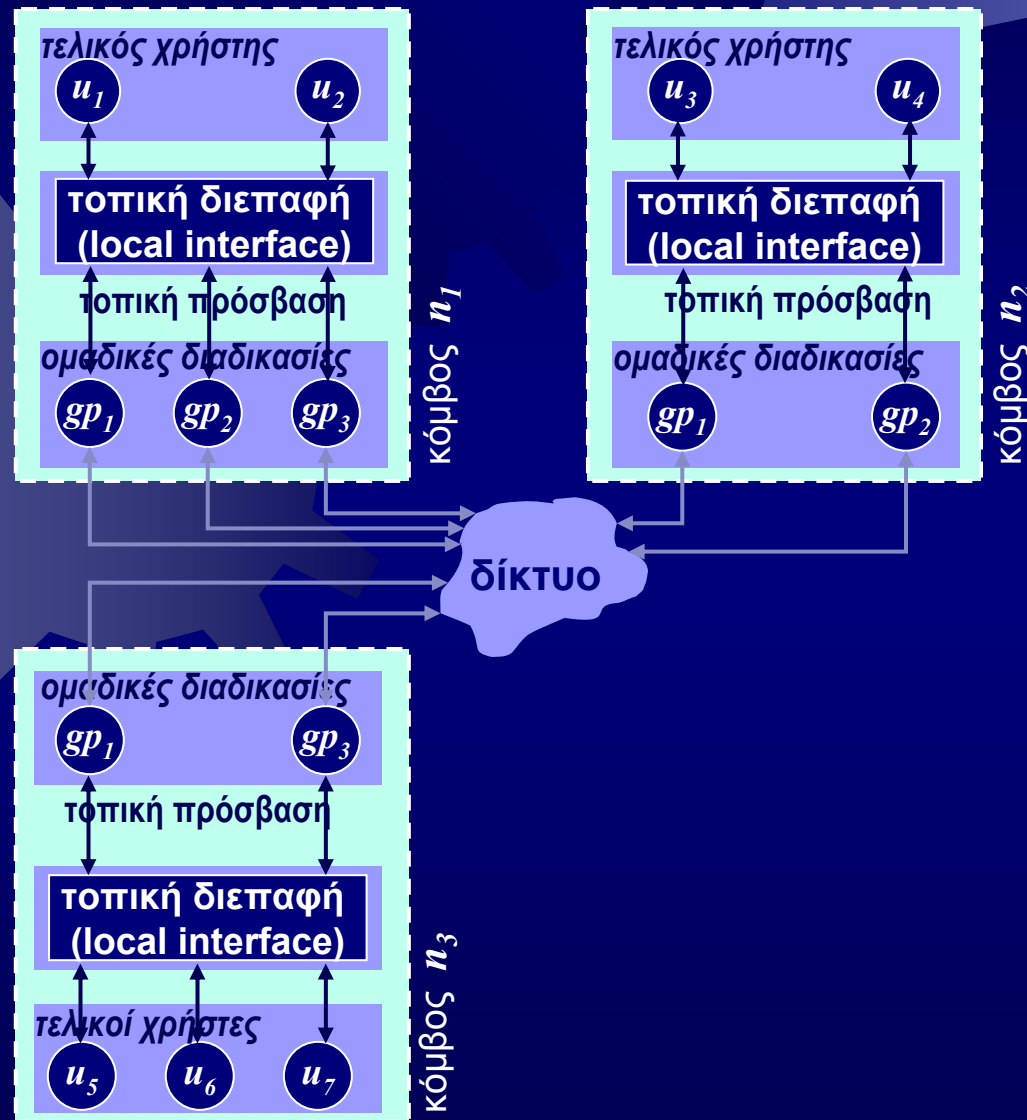 τελικός χρήστης
u1 u2
τοπική διεπαφή
(local interface)
τοπική πρόσβαση
ομαδικές διαδικασίες
gp1 gp2 gp3
κόμβος n1
τελικός χρήστης
u3 u4
τοπική διεπαφή
(local interface)
τοπική πρόσβαση
ομαδικές διαδικασίες
gp1 gp2
κόμβος n2
δίκτυο
ομαδικές διαδικασίες
gp1 gp3
τοπική πρόσβαση
τοπική διεπαφή
(local interface)
τελικοί χρήστες
u5 u6 u7
κόμβος n3